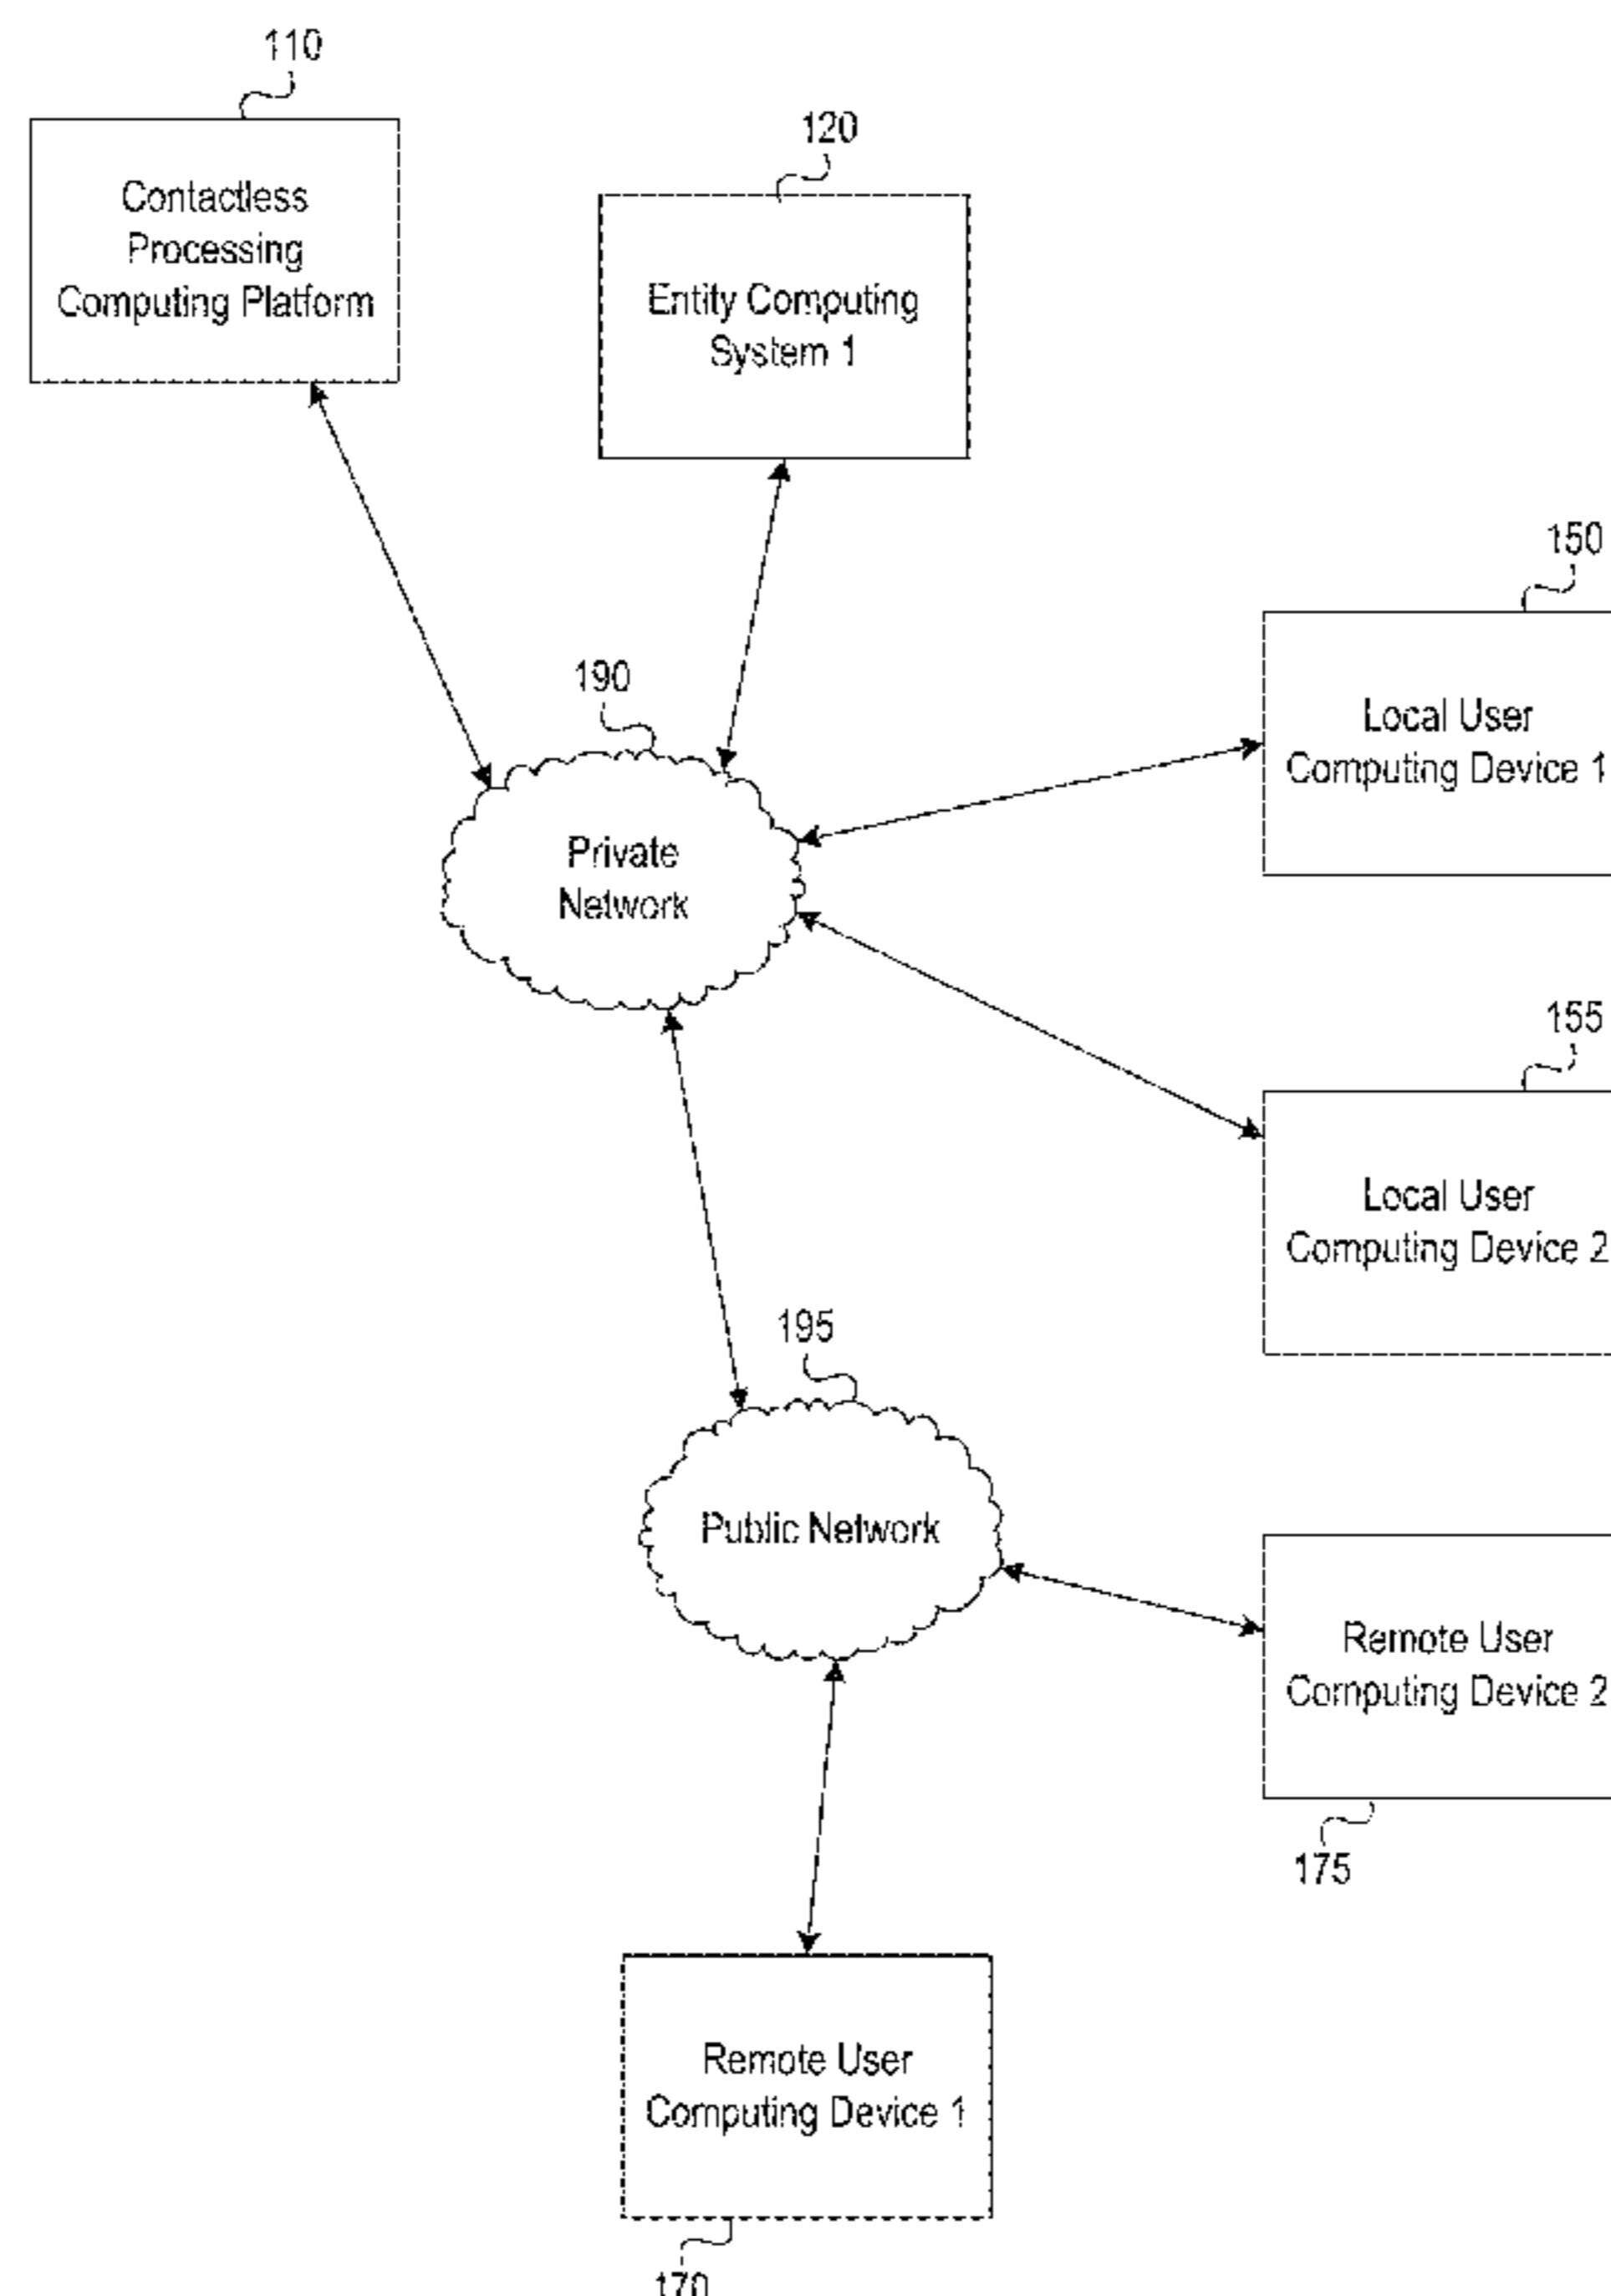 110
Contactless
Processing
Computing Platform
120
Entity Computing
System 1
150
Local User
Computing Device 1
190
Private
Network
155
Local User
Computing Device 2
195
Public Network
Remote User
Computing Device 2
175
Remote User
Computing Device 1
170